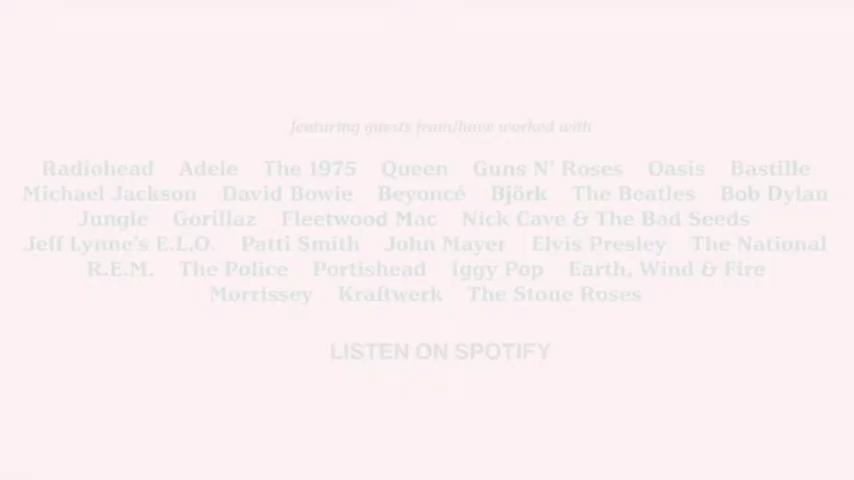 featuring guests from/have worked with
Radiohead Adele The 1975 Queen Guns N' Roses Oasis Bastille
Michael Jackson David Bowie Beyoncé Björk The Beatles Bob Dylan
Jungle Gorillaz Fleetwood Mac Nick Cave & The Bad Seeds
Jeff Lynne's E.L.O. Patti Smith John Mayer Elvis Presley The National
R.E.M. The Police Portishead Iggy Pop Earth, Wind & Fire
Morrissey Kraftwerk The Stone Roses
LISTEN ON SPOTIFY